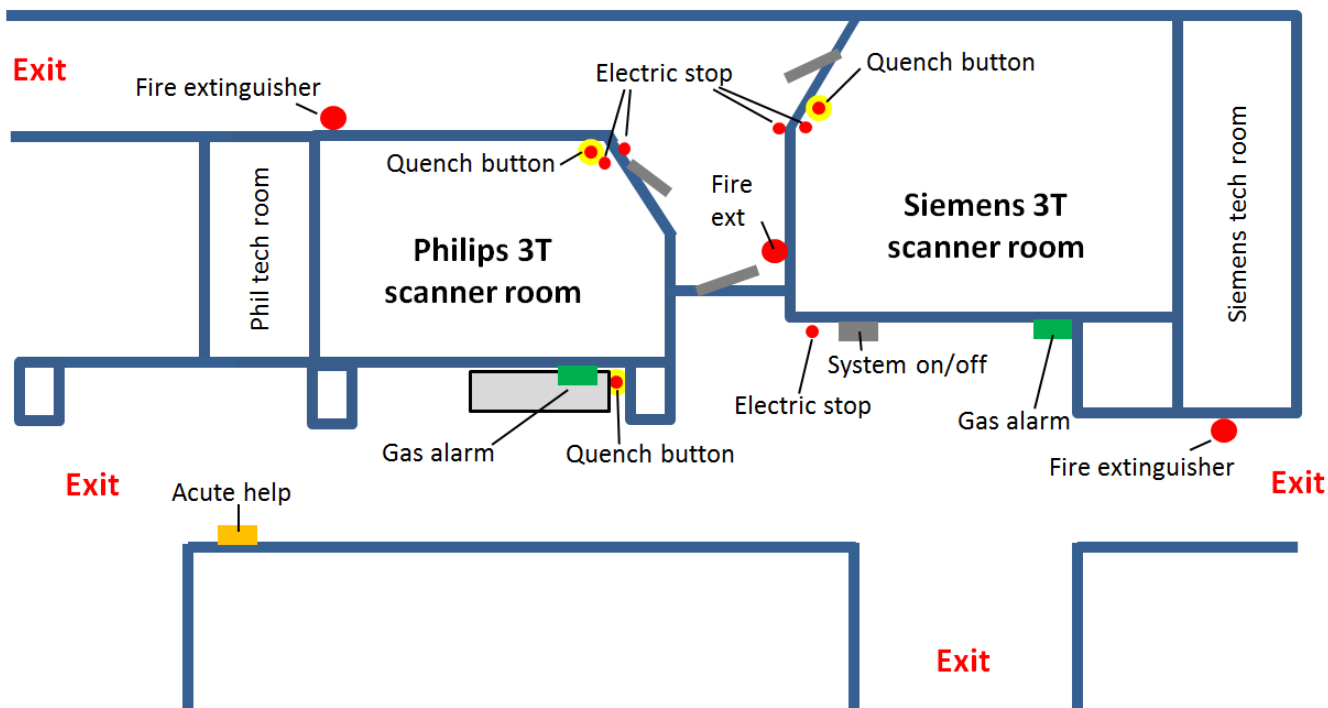 Exit
Fire extinguisher
Electric stop
Quench button
Quench button
Phil tech room
Philips 3T
scanner room
Fire
ext
Siemens 3T
scanner room
Siemens tech room
System on/off
Electric stop
Gas alarm
Gas alarm
Quench button
Fire extinguisher
Exit
Acute help
Exit
Exit